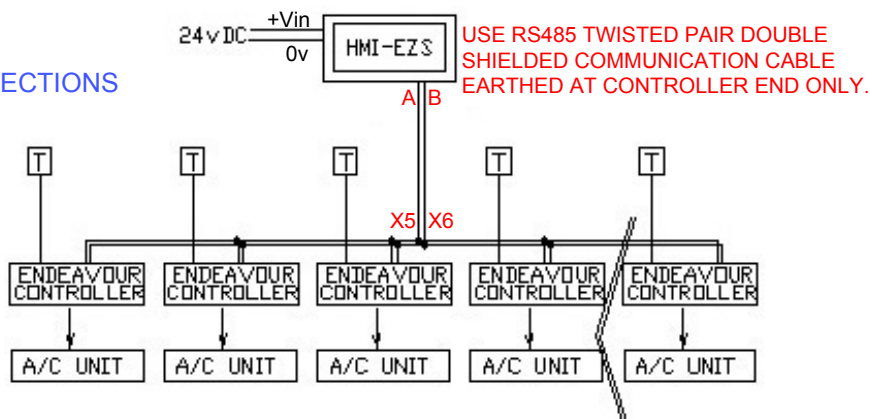 +Vin
24vDC
0v
HMI-EZS
USE RS485 TWISTED PAIR DOUBLE
SHIELDED COMMUNICATION CABLE
EARTHED AT CONTROLLER END ONLY.
ECTIONS
A B
T T T T T
X5 X6
ENDEAVOUR ENDEAVOUR ENDEAVOUR ENDEAVOUR ENDEAVOUR
CONTROLLER CONTROLLER CONTROLLER CONTROLLER CONTROLLER
A/C UNIT A/C UNIT A/C UNIT A/C UNIT A/C UNIT